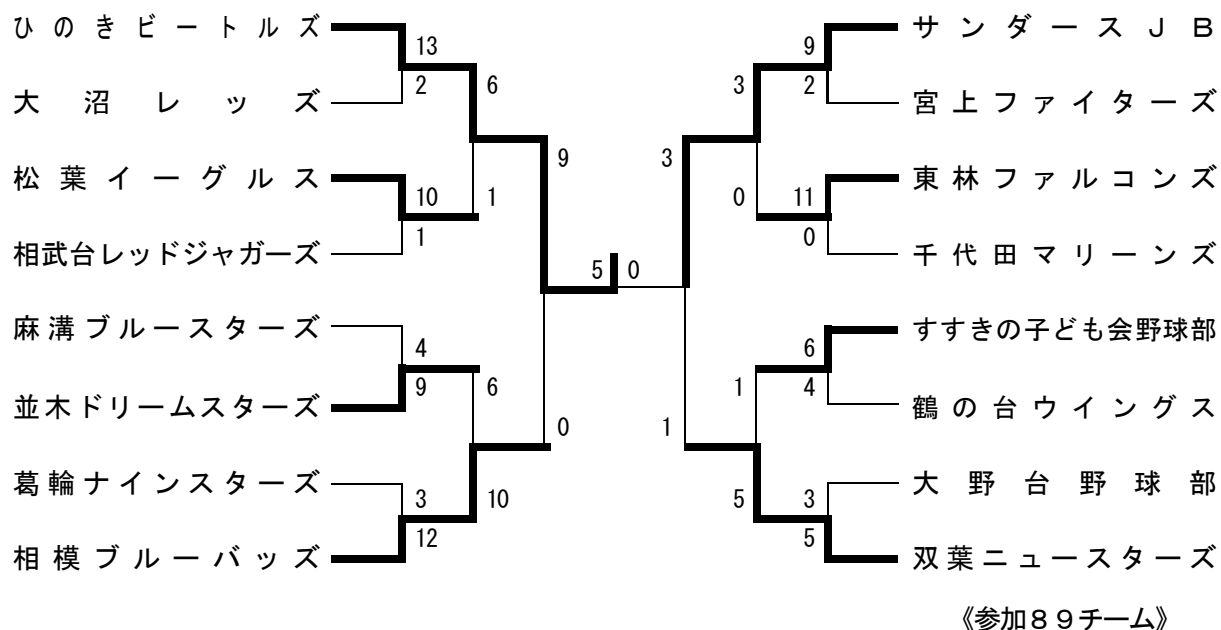 ひのきビートルズ
サンダースＪＢ
13
9
2
6
3
2
大沼レッズ
宮上ファイターズ
9
3
松葉イーグルス
東林ファルコンズ
10
1
0
11
1
0
相武台レッドジャガーズ
千代田マリーンズ
5
0
麻溝ブルースターズ
すすきの子ども会野球部
4
6
9
6
1
4
並木ドリームスターズ
鶴の台ウイングス
0
1
葛輪ナインスターズ
大野台野球部
3
10
5
3
12
5
相模ブルーバッズ
双葉ニュースターズ
《参加８９チーム》